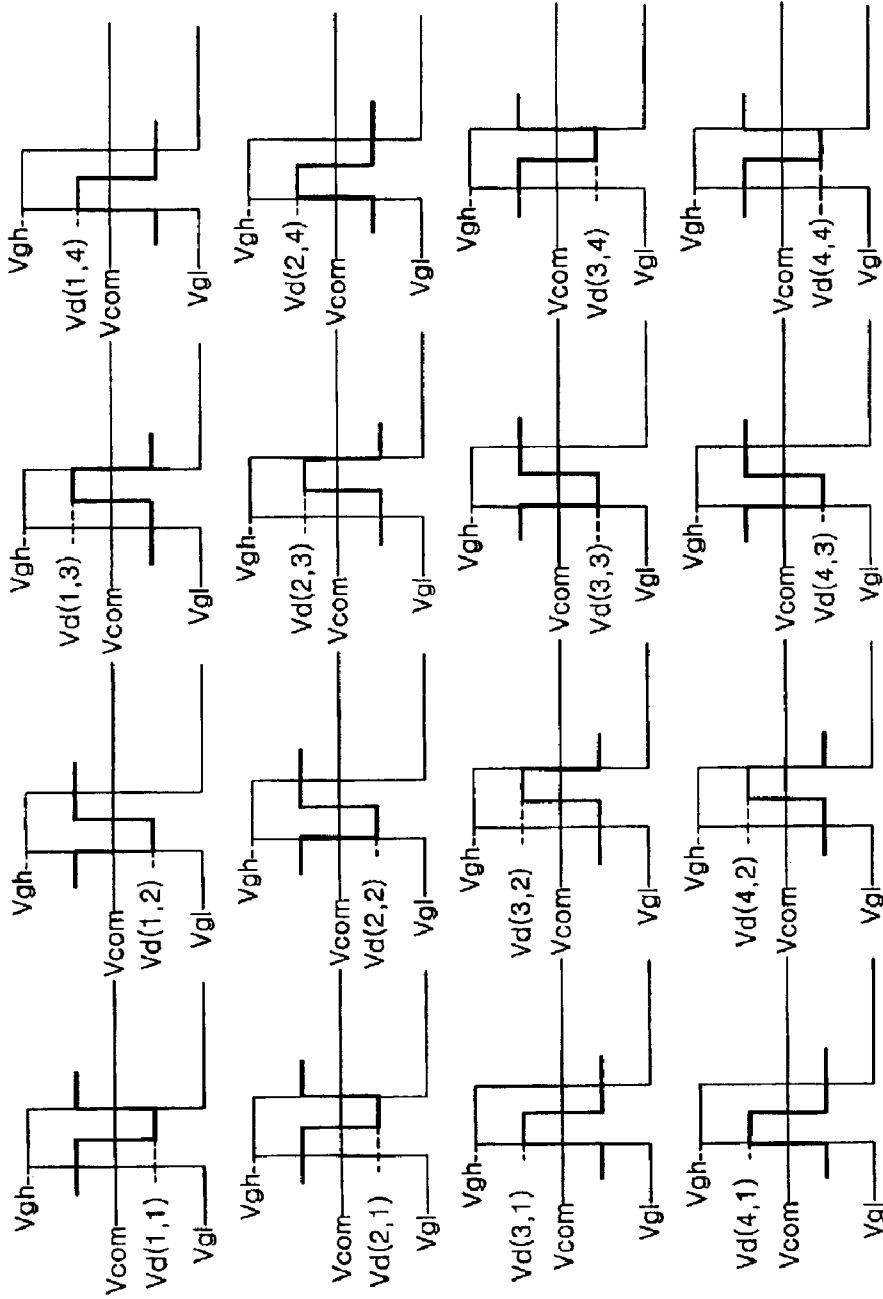 Vgh
Vcom
Vd(1,1)
Vgl
Vgh
Vcom
Vd(1,2)
Vgl
Vgh
Vd(1,3)
Vcom
Vgl
Vgh
Vd(1,4)
Vcom
Vgl
Vgh
Vcom
Vd(2,1)
Vgl
Vgh
Vcom
Vd(2,2)
Vgl
Vgh
Vd(2,3)
Vcom
Vgl
Vgh
Vd(2,4)
Vcom
Vgl
Vgh
Vd(3,1)
Vcom
Vgl
Vgh
Vd(3,2)
Vcom
Vgl
Vgh
Vcom
Vd(3,3)
Vgl
Vgh
Vcom
Vd(3,4)
Vgl
Vgh
Vd(4,1)
Vcom
Vgl
Vgh
Vd(4,2)
Vcom
Vgl
Vgh
Vcom
Vd(4,3)
Vgl
Vgh
Vcom
Vd(4,4)
Vgl